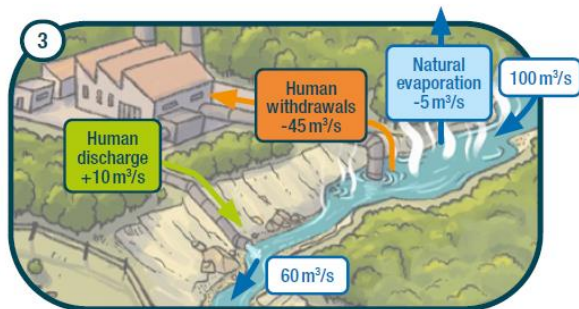 3
Natural
evaporation
-5 m³/s
100 m³/s
Human
withdrawals
-45 m³/s
Human
discharge
+10 m³/s
60 m³/s